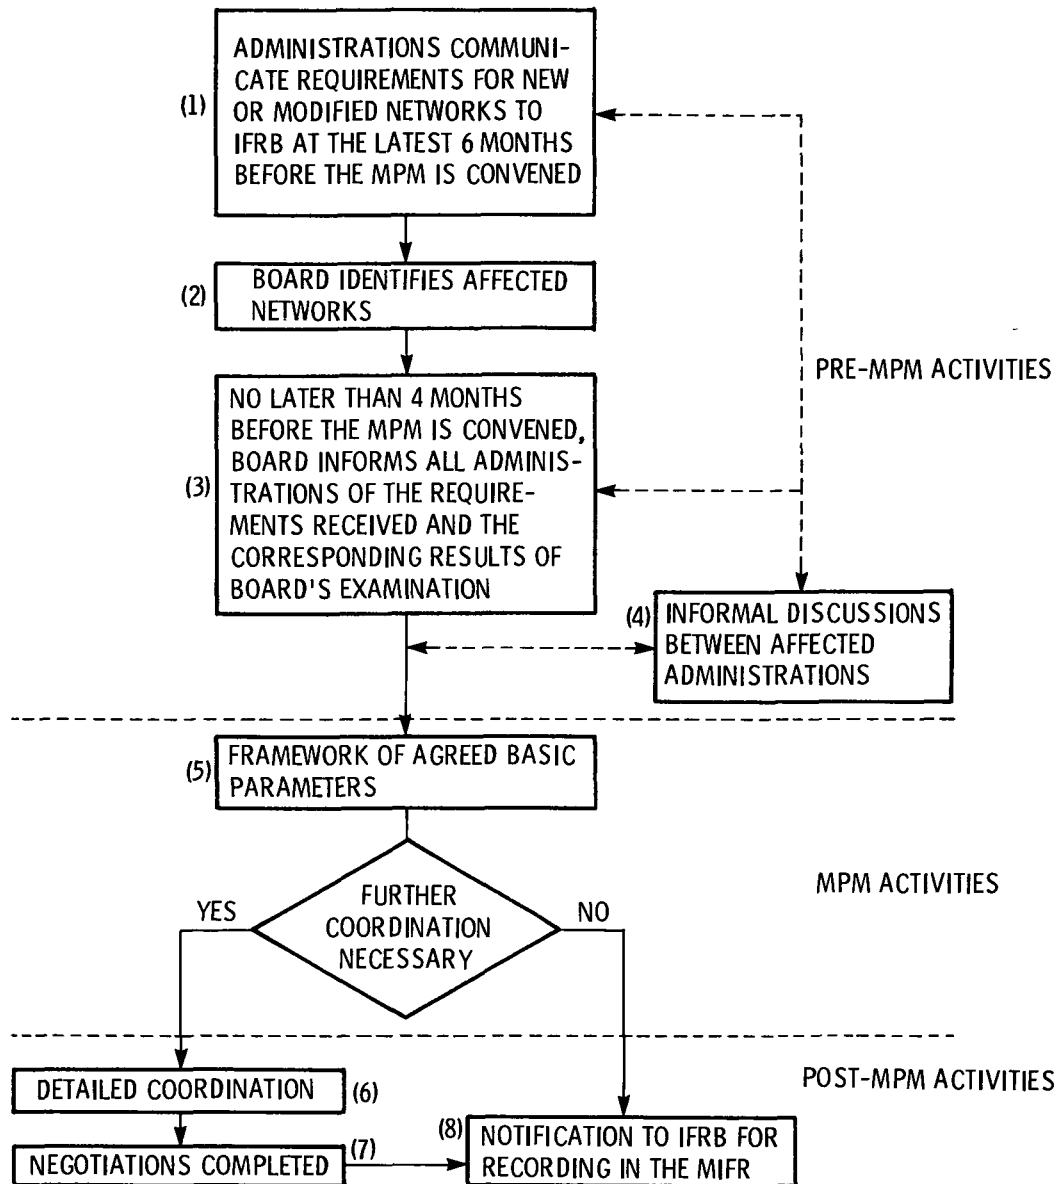 (1)
ADMINISTRATIONS COMMUNI-
CATE REQUIREMENTS FOR NEW
OR MODIFIED NETWORKS TO
IFRB AT THE LATEST 6 MONTHS
BEFORE THE MPM IS CONVENED
(2)
BOARD IDENTIFIES AFFECTED
NETWORKS
PRE-MPM ACTIVITIES
(3)
NO LATER THAN 4 MONTHS
BEFORE THE MPM IS CONVENED,
BOARD INFORMS ALL ADMINIS-
TRATIONS OF THE REQUIRE-
MENTS RECEIVED AND THE
CORRESPONDING RESULTS OF
BOARD'S EXAMINATION
(4)
INFORMAL DISCUSSIONS
BETWEEN AFFECTED
ADMINISTRATIONS
(5)
FRAMEWORK OF AGREED BASIC
PARAMETERS
MPM ACTIVITIES
YES
FURTHER
COORDINATION
NECESSARY
NO
POST-MPM ACTIVITIES
DETAILED COORDINATION
(6)
NEGOTIATIONS COMPLETED
(7)
(8)
NOTIFICATION TO IFRB FOR
RECORDING IN THE MIFR